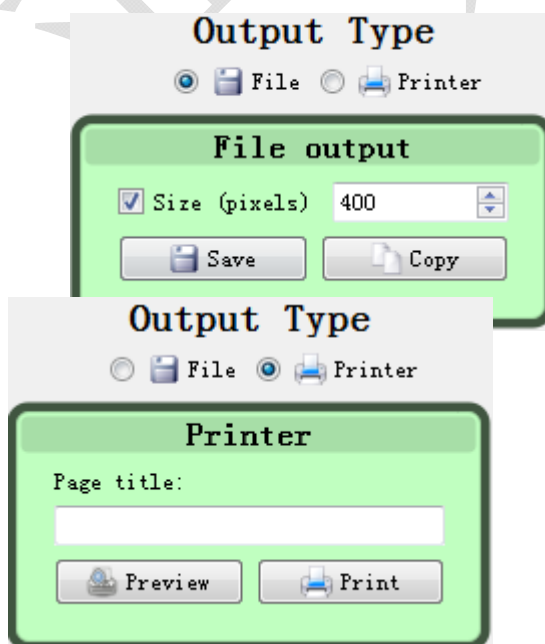 Output Type
File Printer
File output
Size (pixels) 400
Save Copy
Output Type
File Printer
Printer
Page title:
Preview Print